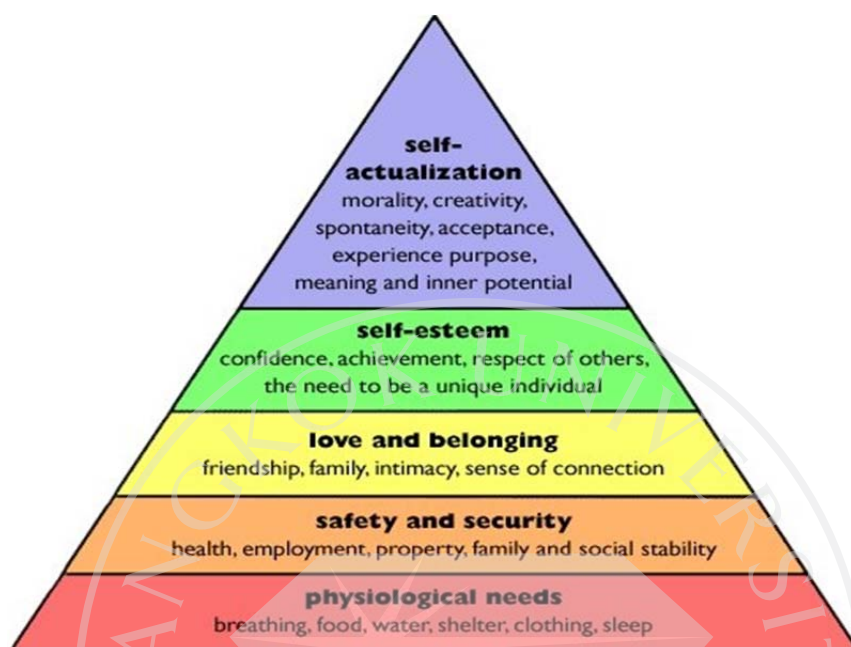 self-
actualization
morality, creativity,
spontaneity, acceptance,
experience purpose,
meaning and inner potential
self-esteem
confidence, achievement, respect of others,
the need to be a unique individual
love and belonging
friendship, family, intimacy, sense of connection
safety and security
health, employment, property, family and social stability
physiological needs
breathing, food, water, shelter, clothing, sleep
ANGKOK UNIVERSIT